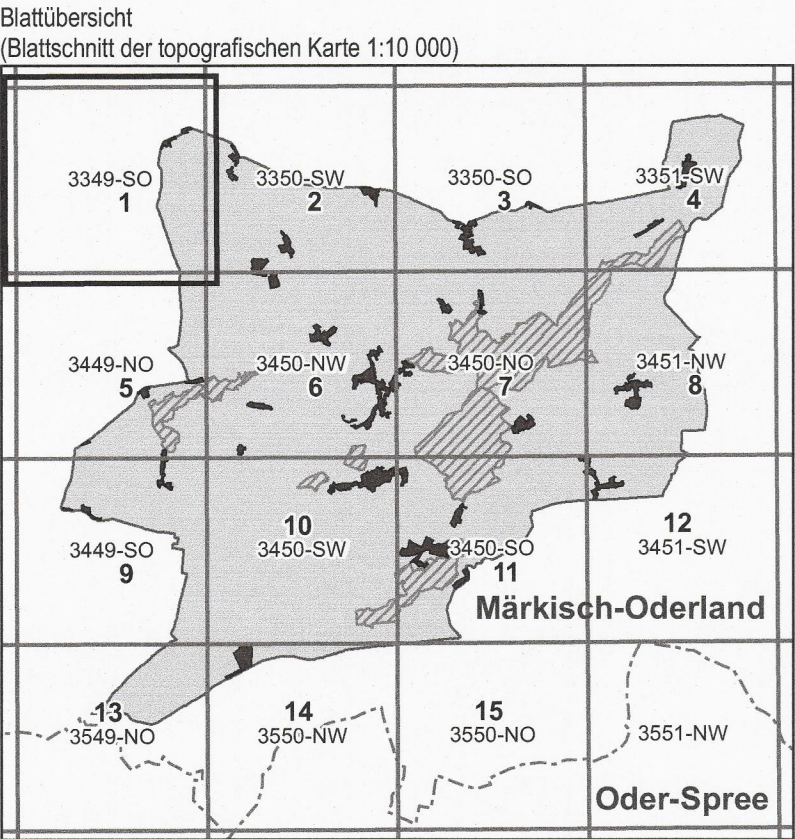 Blattübersicht
(Blattschnitt der topografischen Karte 1:10 000)
3349-SO
1
3350-SW
2
3350-SO
3
3351-SW
4
3449-NO
5
3450-NW
6
3450-NO
7
3451-NW
8
3449-SO
9
10
3450-SW
3450-SO
11
12
3451-SW
Märkisch-Oderland
13
3549-NO
14
3550-NW
15
3550-NO
3551-NW
Oder-Spree